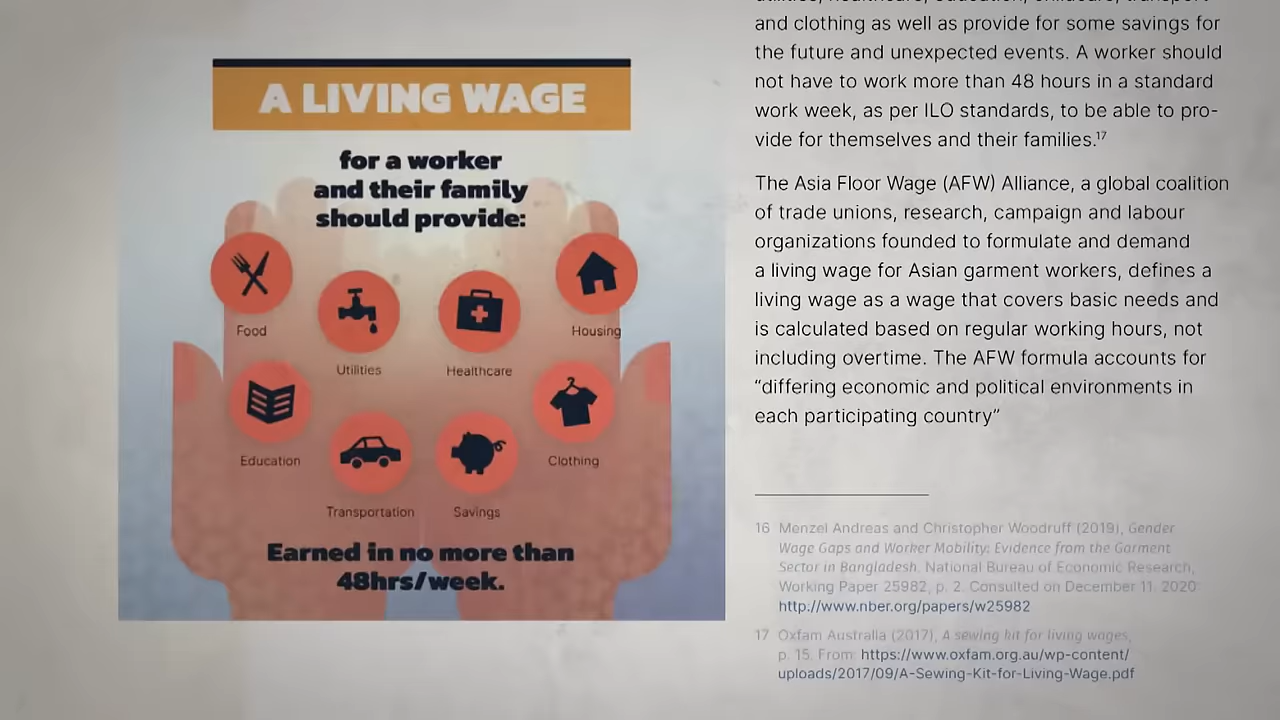 A LIVING WAGE
for a worker
and their family
should provide:
Food
Utilities
Healthcare
Housing
Education
Transportation
Savings
Clothing
Earned in no more than
48hrs/week.
utilities, healthcare, education, childcare, transport
and clothing as well as provide for some savings for
the future and unexpected events. A worker should
not have to work more than 48 hours in a standard
work week, as per ILO standards, to be able to pro-
vide for themselves and their families.17
The Asia Floor Wage (AFW) Alliance, a global coalition
of trade unions, research, campaign and labour
organizations founded to formulate and demand
a living wage for Asian garment workers, defines a
living wage as a wage that covers basic needs and
is calculated based on regular working hours, not
including overtime. The AFW formula accounts for
“differing economic and political environments in
each participating country”
16 Menzel Andreas and Christopher Woodruff (2019), Gender
Wage Gaps and Worker Mobility: Evidence from the Garment
Sector in Bangladesh. National Bureau of Economic Research,
Working Paper 25982, p. 2. Consulted on December 11. 2020
http://www.nber.org/papers/w25982
17 Oxfam Australia (2017), A sewing kit for living wages,
p. 15. From: https://www.oxfam.org.au/wp-content/
uploads/2017/09/A-Sewing-Kit-for-Living-Wage.pdf